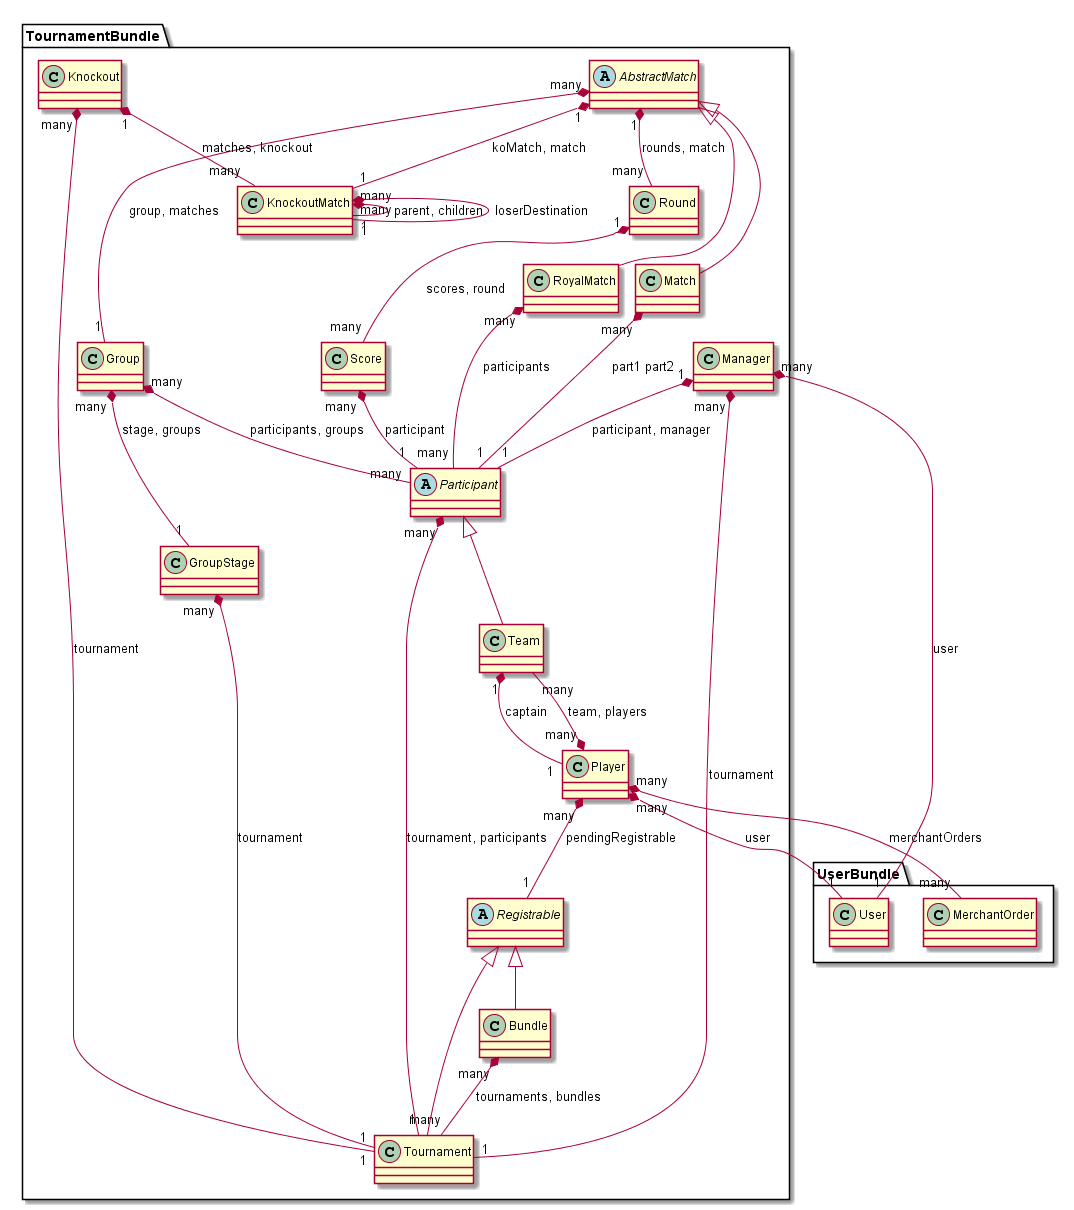 TournamentBundle
C Knockout
A AbstractMatch
many
many
1
1
1
matches, knockout
koMatch, match
rounds, match
many
1
many
C KnockoutMatch
many
many
parent, children
loserDestination
1
C Round
group, matches
1
C RoyalMatch
C Match
scores, round
1
many
many
many
C Group
C Score
C Manager
participants
part1 part2
many
many
many
1
many
many
stage, groups
participants, groups
participant
participant, manager
many
1
many
1
1
1
many
C GroupStage
A Participant
many
many
C Team
tournament
user
1
many
captain
team, players
many
1
C Player
many
many
many
tournament
tournament
tournament, participants
pendingRegistrable
user
merchantOrders
UserBundle
1
1
1
many
A Registrable
C User
C MerchantOrder
C Bundle
many
tournaments, bundles
1
many
1
1
1
C Tournament